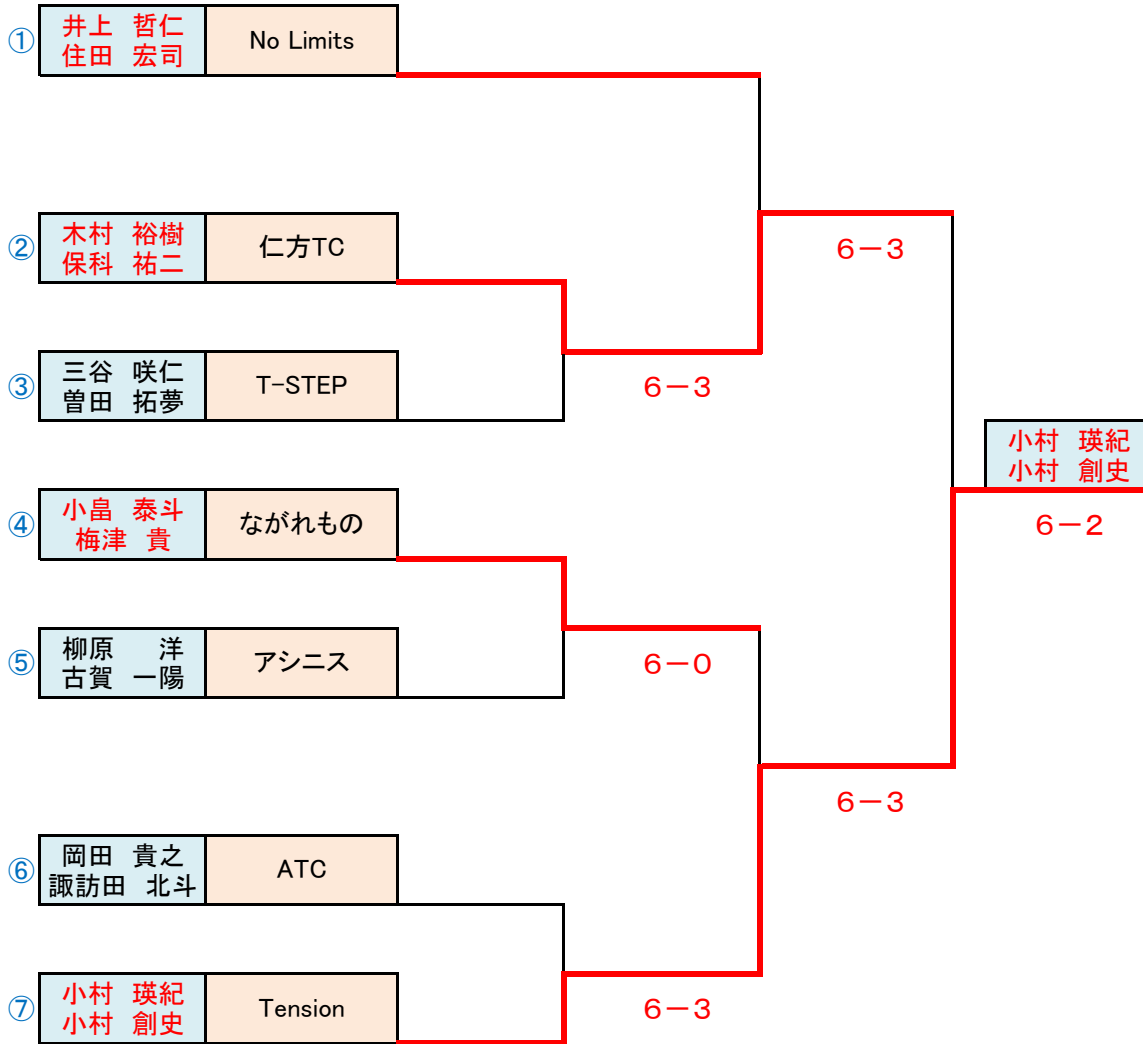 ① 井上 哲仁
住田 宏司
No Limits
② 木村 裕樹
保科 祐二
仁方TC
6－3
6－3
③ 三谷 咲仁
曽田 拓夢
T-STEP
小村 瑛紀
小村 創史
6－2
④ 小畠 泰斗
梅津 貴
ながれもの
⑤ 柳原 洋
古賀 一陽
アシニス
6－0
6－3
⑥ 岡田 貴之
諏訪田 北斗
ATC
⑦ 小村 瑛紀
小村 創史
Tension
6－3